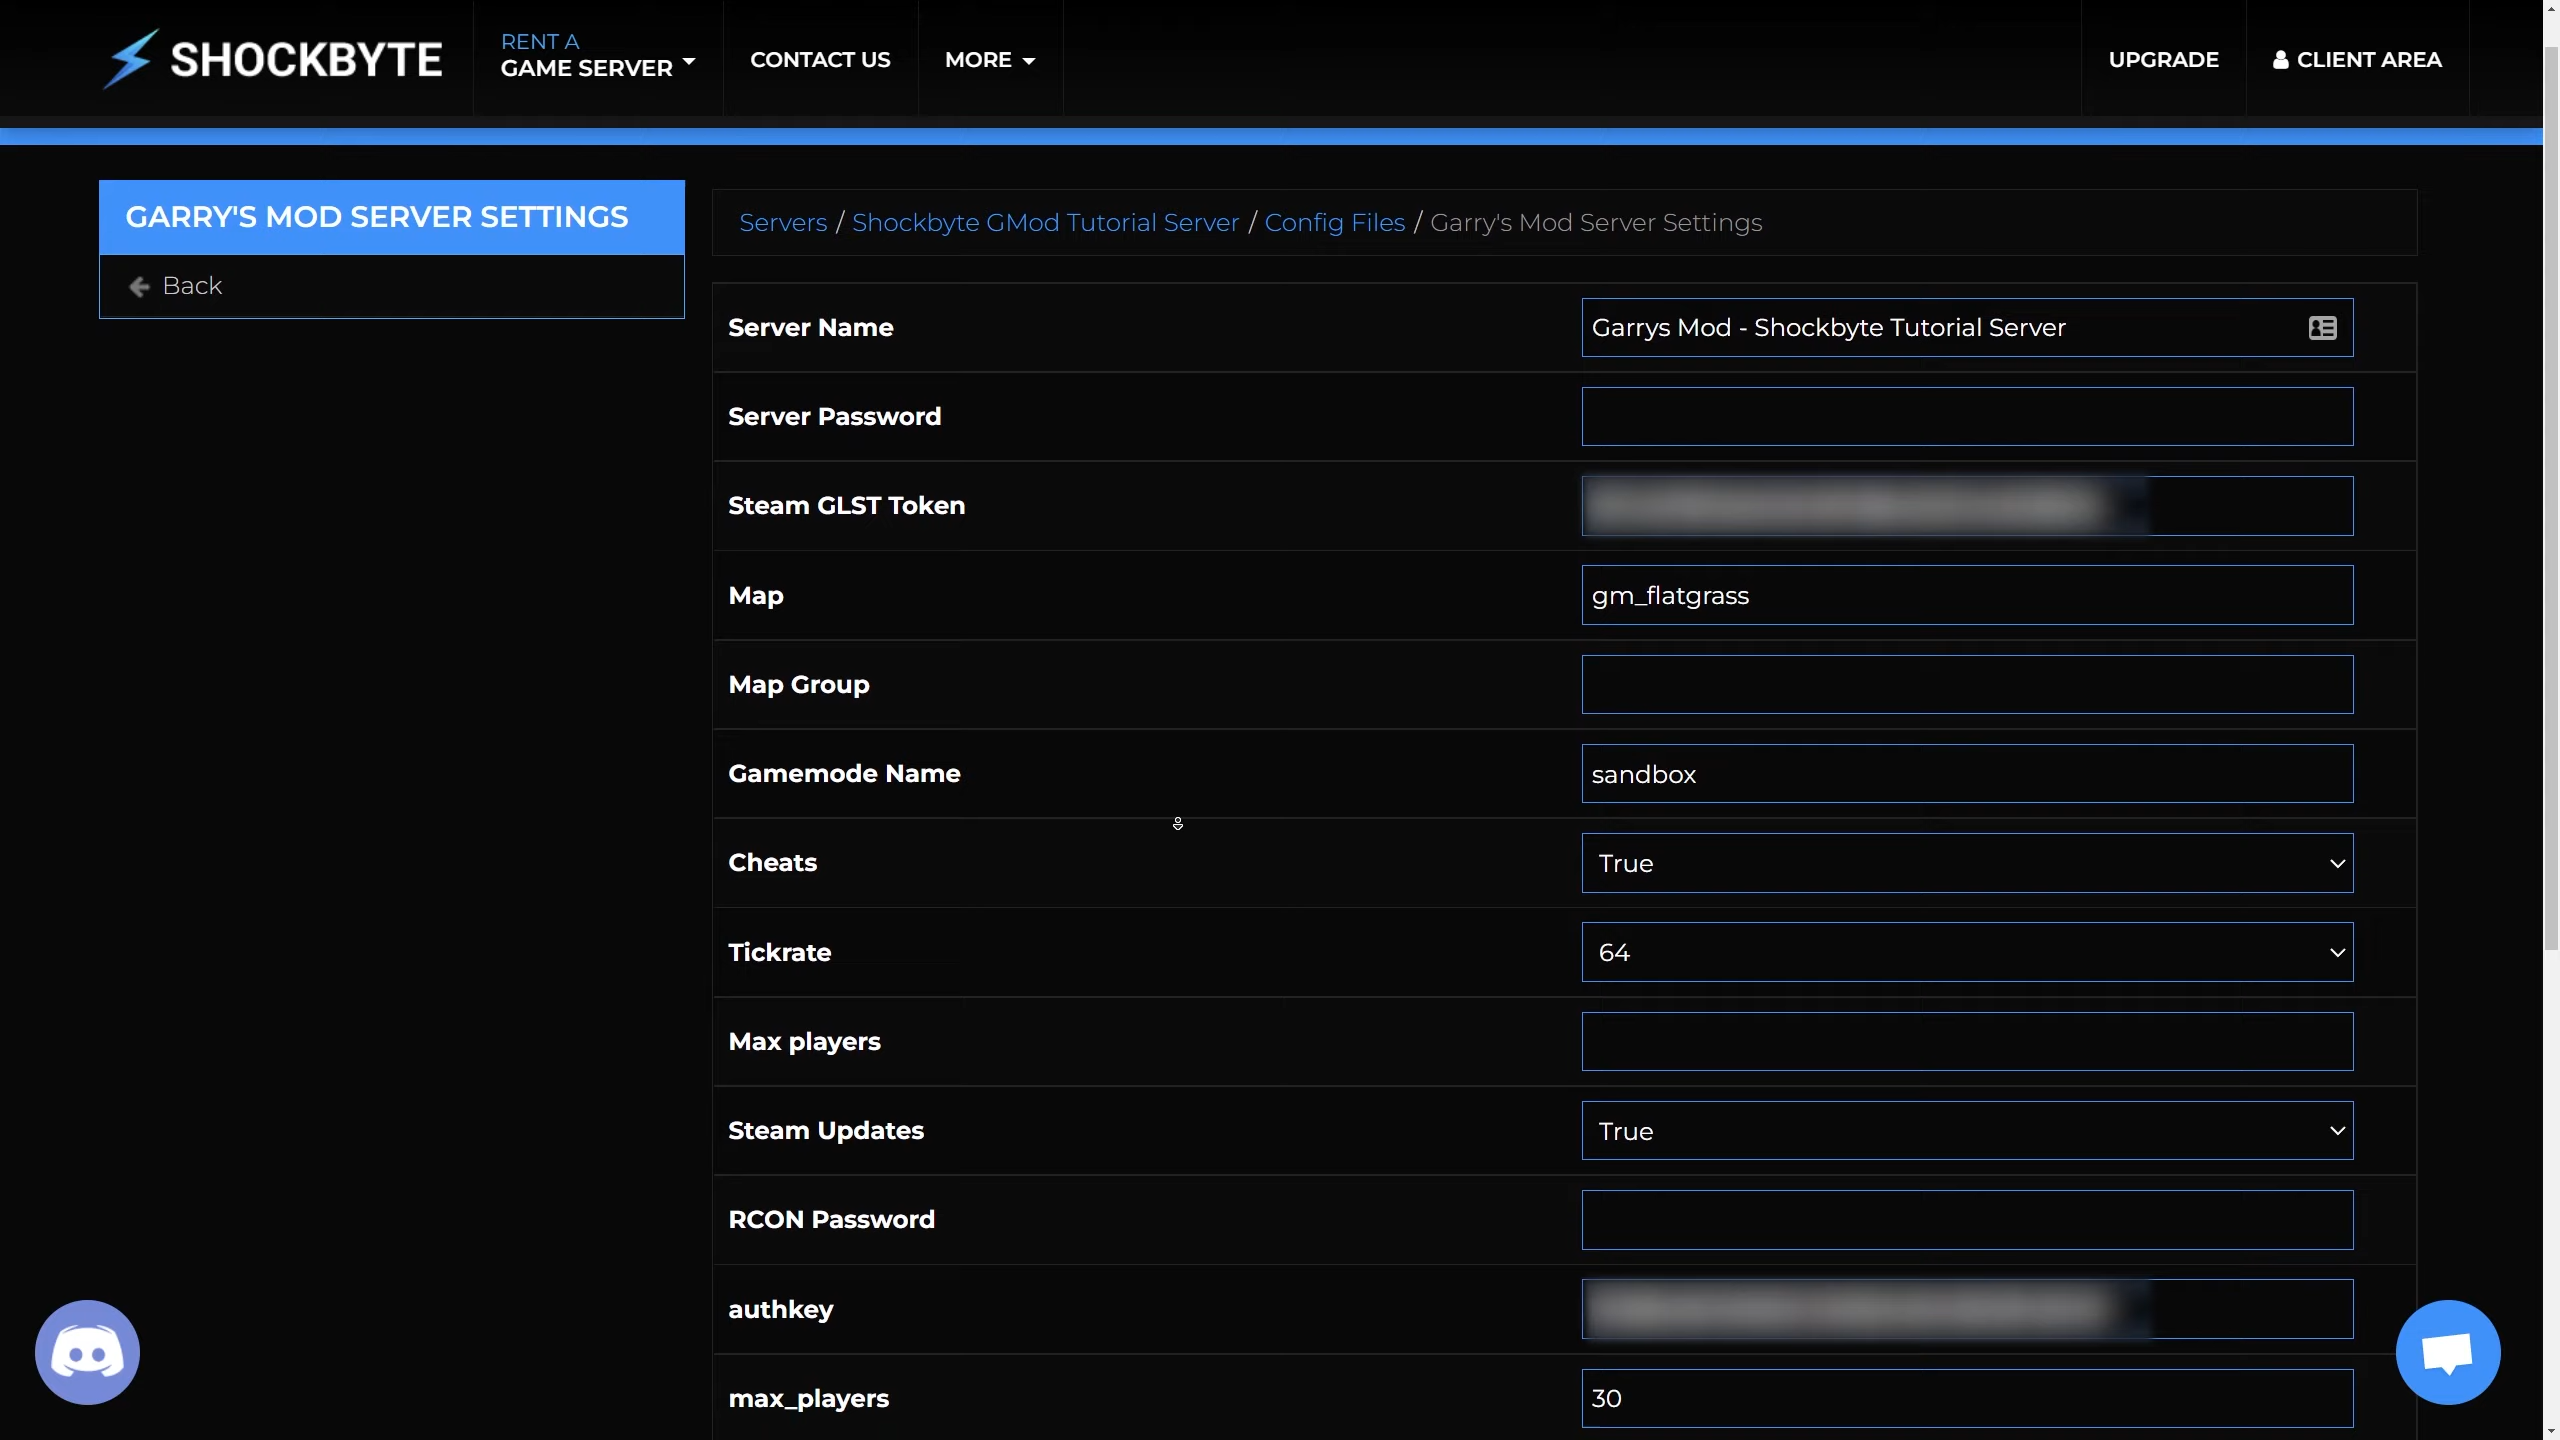 SHOCKBYTE
RENT A
GAME SERVER
CONTACT US
MORE
UPGRADE
CLIENT AREA
GARRY'S MOD SERVER SETTINGS
Back
Servers / Shockbyte GMod Tutorial Server / Config Files / Garry's Mod Server Settings
Server Name
Garrys Mod - Shockbyte Tutorial Server
Server Password
Steam GLST Token
Map
gm_flatgrass
Map Group
Gamemode Name
sandbox
Cheats
True
Tickrate
64
Max players
Steam Updates
True
RCON Password
authkey
max_players
30